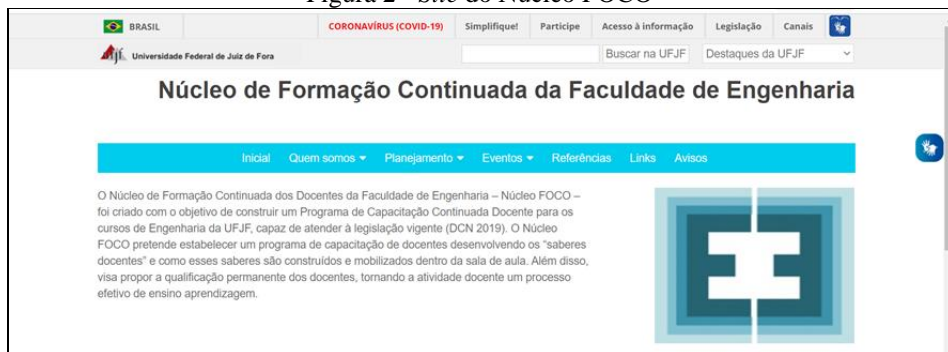 Figura 2 - Site do Núcleo FOCO
BRASIL CORONAVÍRUS (COVID-19) Simplifique! Participe Acesso à informação Legislação Canais
Universidade Federal de Juiz de Fora Buscar na UFJF Destaques da UFJF
Núcleo de Formação Continuada da Faculdade de Engenharia
Inicial Quem somos Planejamento Eventos Referências Links Avisos
O Núcleo de Formação Continuada dos Docentes da Faculdade de Engenharia – Núcleo FOCO –
foi criado com o objetivo de construir um Programa de Capacitação Continuada Docente para os
cursos de Engenharia da UFJF, capaz de atender à legislação vigente (DCN 2019). O Núcleo
FOCO pretende estabelecer um programa de capacitação de docentes desenvolvendo os "saberes
docentes" e como esses saberes são construídos e mobilizados dentro da sala de aula. Além disso,
visa propor a qualificação permanente dos docentes, tornando a atividade docente um processo
efetivo de ensino aprendizagem.